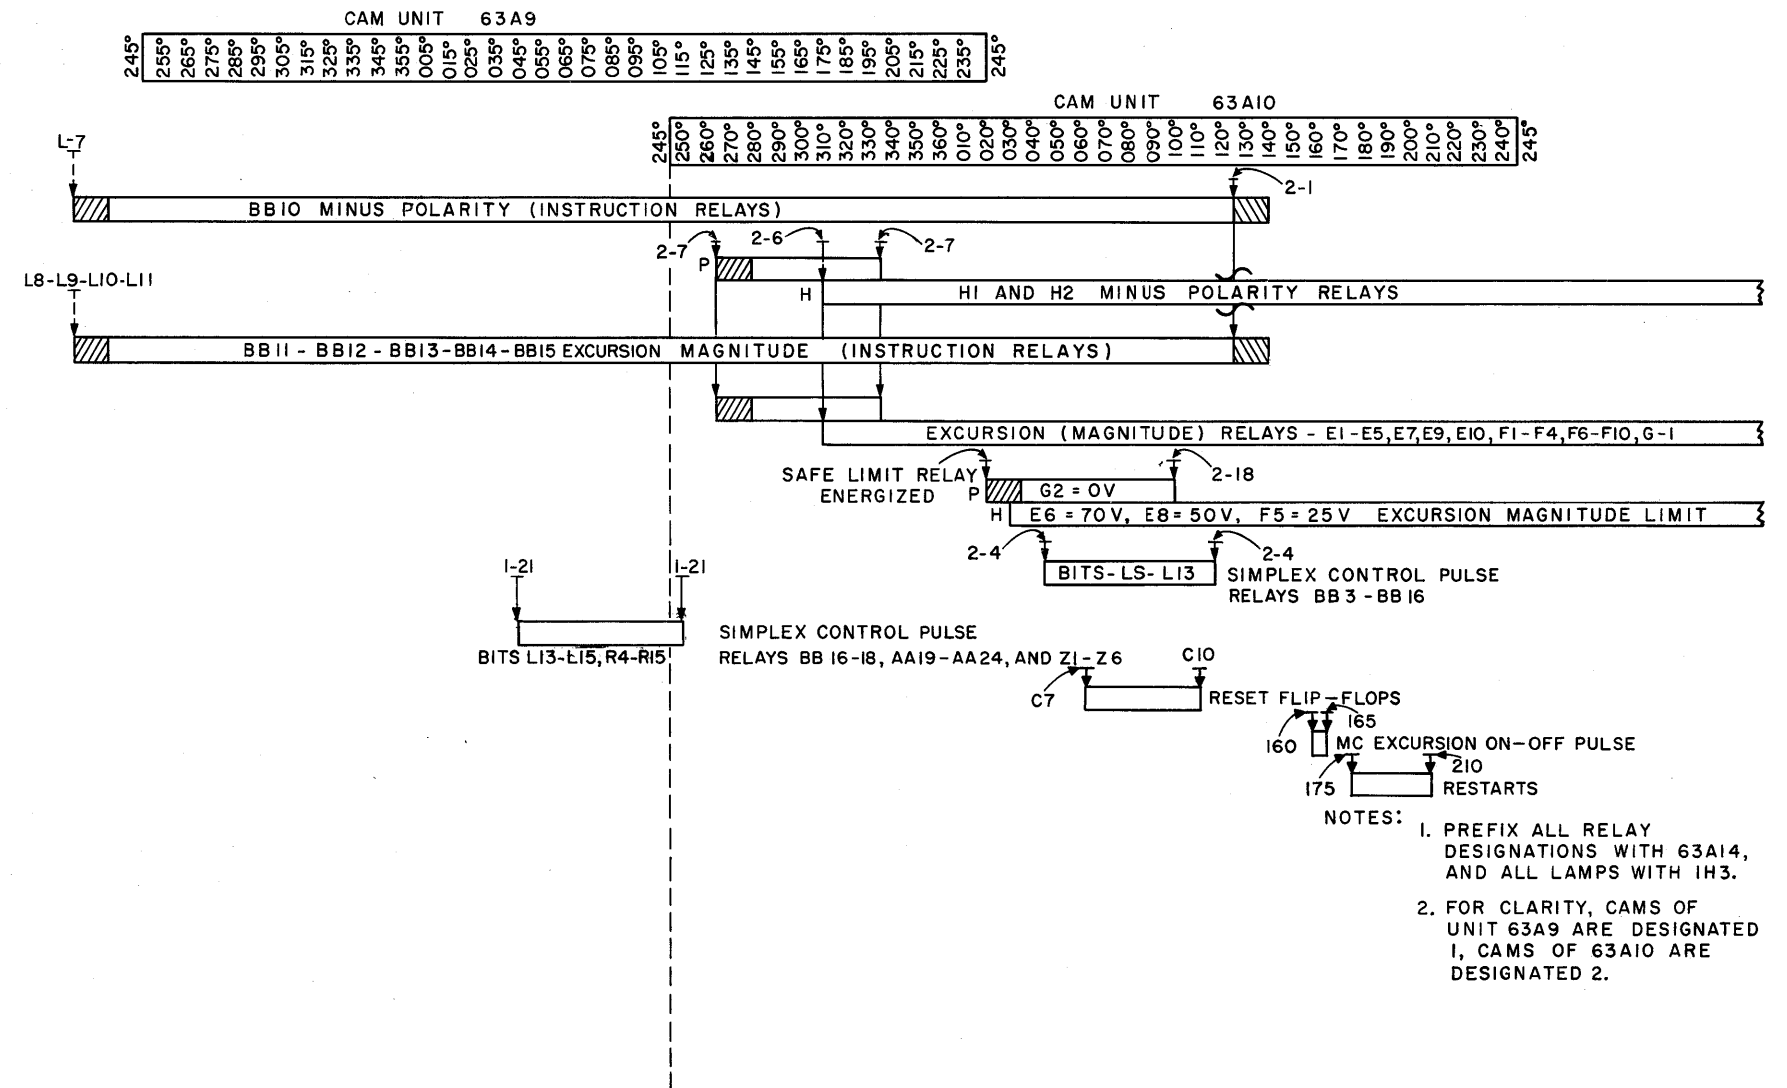 CAM UNIT 63A9
245° 255° 265° 275° 285° 295° 305° 315° 325° 335° 345° 355° 005° 015° 025° 035° 045° 055° 065° 075° 085° 095° 105° 115° 125° 135° 145° 155° 165° 175° 185° 195° 205° 215° 225° 235° 245°
CAM UNIT 63A10
245° 250° 260° 270° 280° 290° 300° 310° 320° 330° 340° 350° 360° 010° 020° 030° 040° 050° 060° 070° 080° 090° 100° 110° 120° 130° 140° 150° 160° 170° 180° 190° 200° 210° 220° 230° 240° 245°
L-7
2-1
BB10 MINUS POLARITY (INSTRUCTION RELAYS)
2-7
2-6
2-7
P
L8-L9-L10-L11
H
H1 AND H2 MINUS POLARITY RELAYS
BB11 - BB12 - BB13-BB14-BB15 EXCURSION MAGNITUDE (INSTRUCTION RELAYS)
EXCURSION (MAGNITUDE) RELAYS - E1-E5,E7,E9, E10, F1-F4,F6-F10,G-1
SAFE LIMIT RELAY
ENERGIZED
2-18
P
G2 = 0V
H
E6 = 70V, E8 = 50V, F5 = 25V EXCURSION MAGNITUDE LIMIT
2-4
2-4
BITS-LS-L13
SIMPLEX CONTROL PULSE
RELAYS BB3-BB16
1-21
1-21
SIMPLEX CONTROL PULSE
BITS L13-L15, R4-R15
RELAYS BB 16-18, AA19-AA24, AND Z1-Z6
C10
C7
RESET FLIP-FLOPS
165
160
MC EXCURSION ON-OFF PULSE
210
175
RESTARTS
NOTES:
1. PREFIX ALL RELAY
DESIGNATIONS WITH 63A14,
AND ALL LAMPS WITH 1H3.
2. FOR CLARITY, CAMS OF
UNIT 63A9 ARE DESIGNATED
1, CAMS OF 63A10 ARE
DESIGNATED 2.